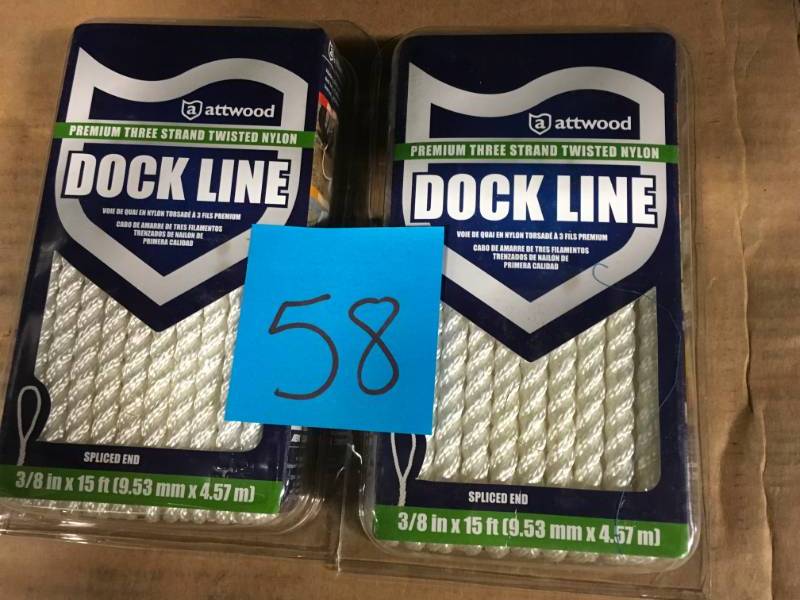 attwood
PREMIUM THREE STRAND TWISTED NYLON
DOCK LINE
VOIE DE QUAI EN NYLON TORSADÉ À 3 FILS PREMIUM
CABO DE AMARRE DE TRES FILAMENTOS
TRENZADOS DE NAILON DE
PRIMERA CALIDAD
SPLICED END
3/8 in x 15 ft (9.53 mm x 4.57 m)
58
attwood
PREMIUM THREE STRAND TWISTED NYLON
DOCK LINE
VOIE DE QUAI EN NYLON TORSADÉ À 3 FILS PREMIUM
CABO DE AMARRE DE TRES FILAMENTOS
TRENZADOS DE NAILON DE
PRIMERA CALIDAD
SPLICED END
3/8 in x 15 ft (9.53 mm x 4.57 m)